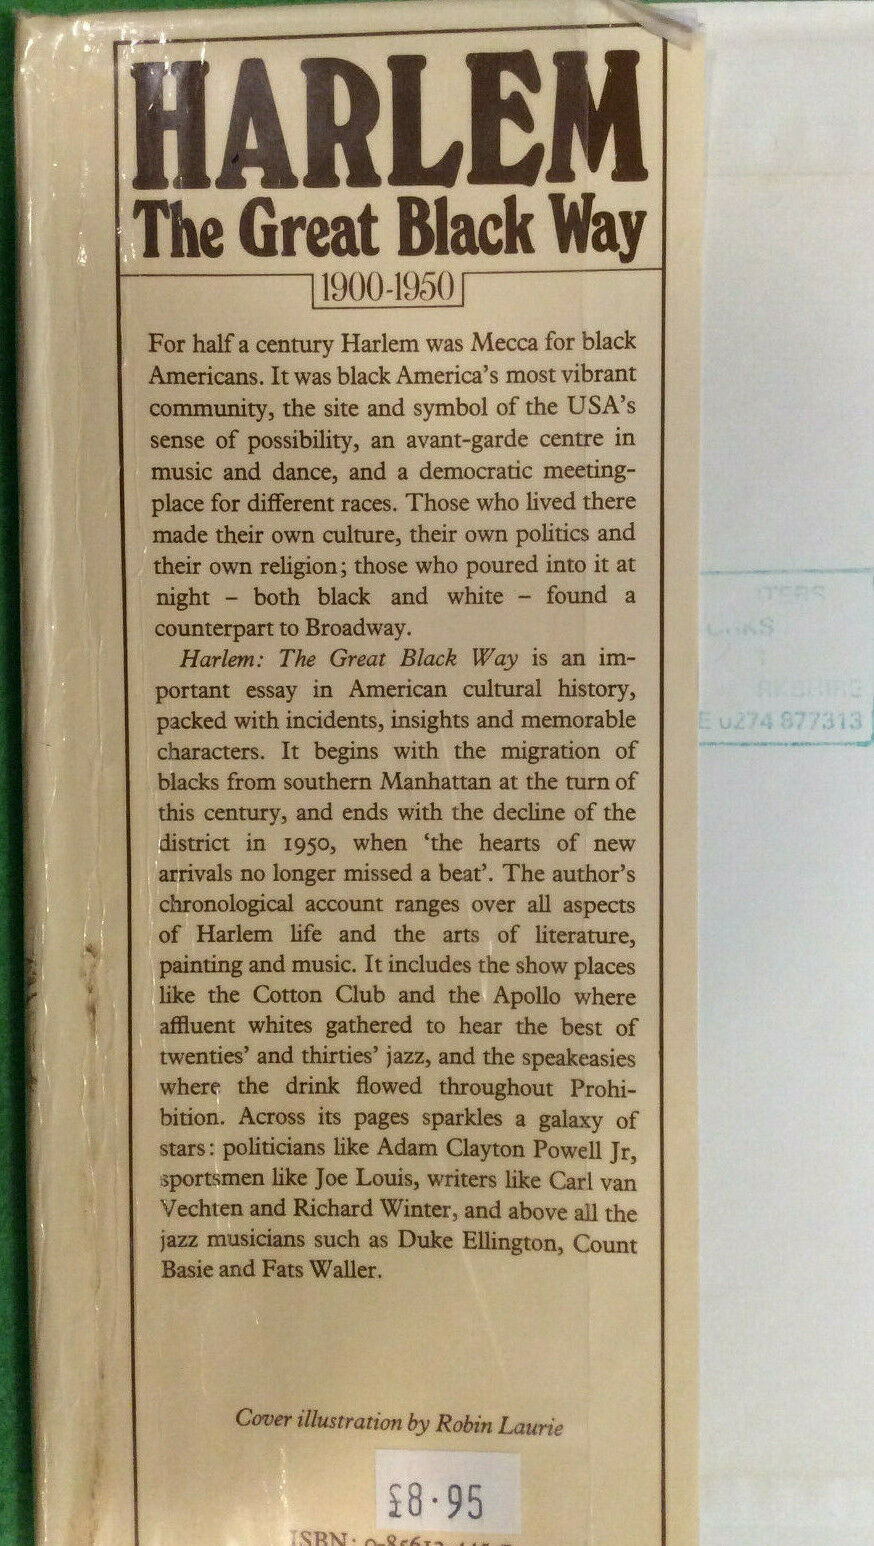 HARLEM
The Great Black Way
1900-1950
For half a century Harlem was Mecca for black
Americans. It was black America's most vibrant
community, the site and symbol of the USA's
sense of possibility, an avant-garde centre in
music and dance, and a democratic meeting-
place for different races. Those who lived there
made their own culture, their own politics and
their own religion; those who poured into it at
night – both black and white – found a
counterpart to Broadway.
Harlem: The Great Black Way is an im-
portant essay in American cultural history,
packed with incidents, insights and memorable
characters. It begins with the migration of
blacks from southern Manhattan at the turn of
this century, and ends with the decline of the
district in 1950, when ‘the hearts of new
arrivals no longer missed a beat’. The author's
chronological account ranges over all aspects
of Harlem life and the arts of literature,
painting and music. It includes the show places
like the Cotton Club and the Apollo where
affluent whites gathered to hear the best of
twenties’ and thirties’ jazz, and the speakeasies
where the drink flowed throughout Prohi-
bition. Across its pages sparkles a galaxy of
stars: politicians like Adam Clayton Powell Jr,
sportsmen like Joe Louis, writers like Carl van
Vechten and Richard Winter, and above all the
jazz musicians such as Duke Ellington, Count
Basie and Fats Waller.
Cover illustration by Robin Laurie
£8·95
ISBN:
0274 877313